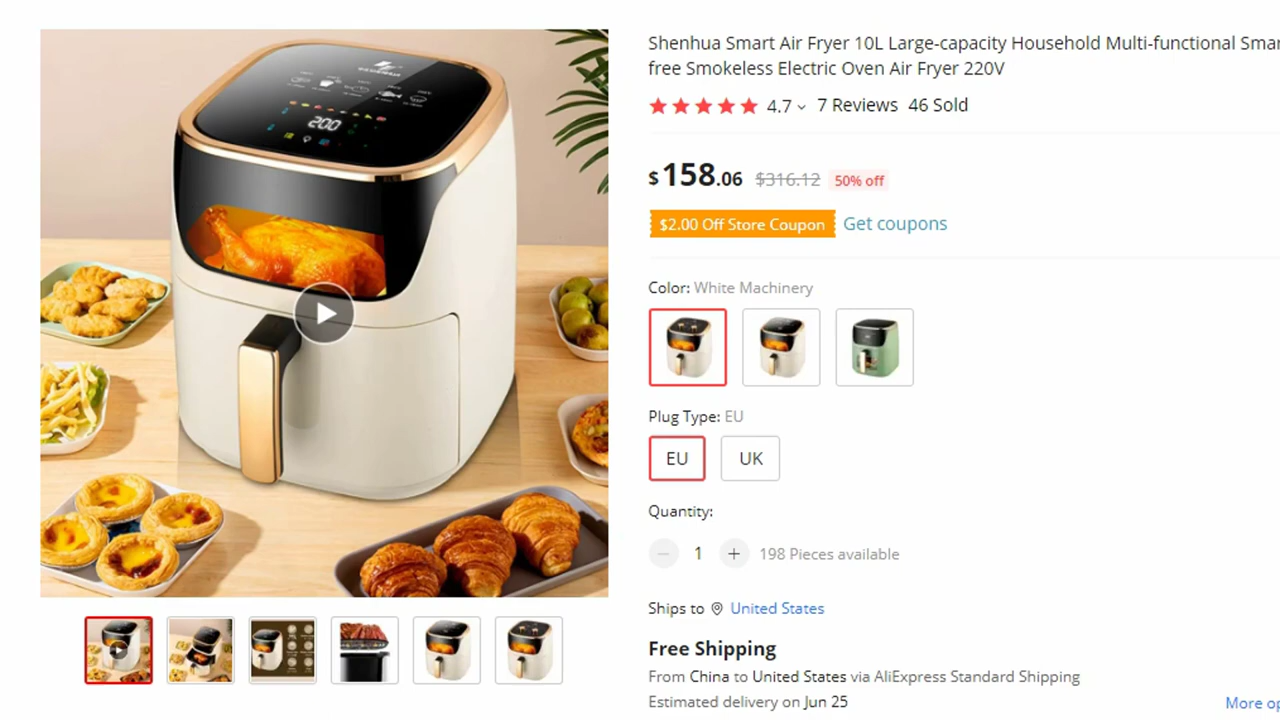 Shenhua Smart Air Fryer 10L Large-capacity Household Multi-functional Smar
free Smokeless Electric Oven Air Fryer 220V
4.7 7 Reviews 46 Sold
$158.06 $316.12 50% off
$2.00 Off Store Coupon Get coupons
Color: White Machinery
Plug Type: EU
EU UK
Quantity:
1 198 Pieces available
Ships to United States
Free Shipping
From China to United States via AliExpress Standard Shipping
Estimated delivery on Jun 25
More op
200